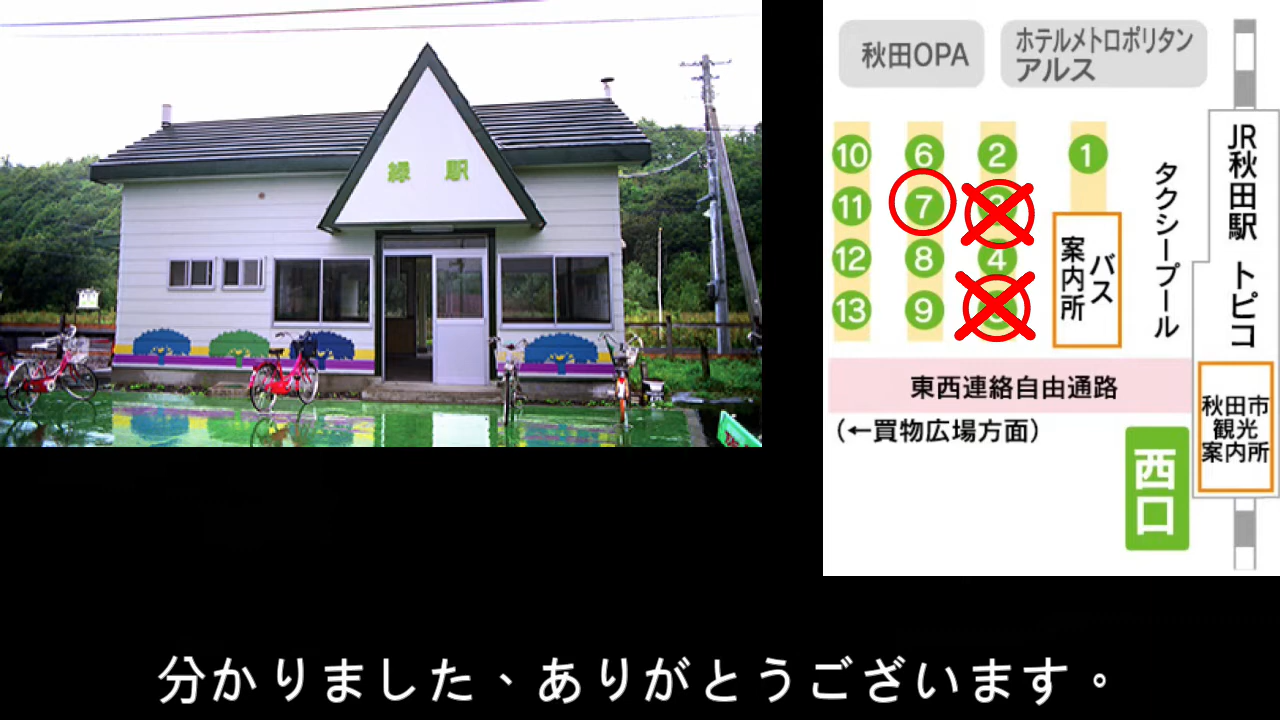 緑 駅
秋田OPA
ホテルメトロポリタン
アルス
10 6 2 1
11 7
12 8 4
13 9
バス
案内所
タクシープール
JR秋田駅 トピコ
東西連絡自由通路
(←買物広場方面)
秋田市
観光
案内所
西口
分かりました、ありがとうございます。